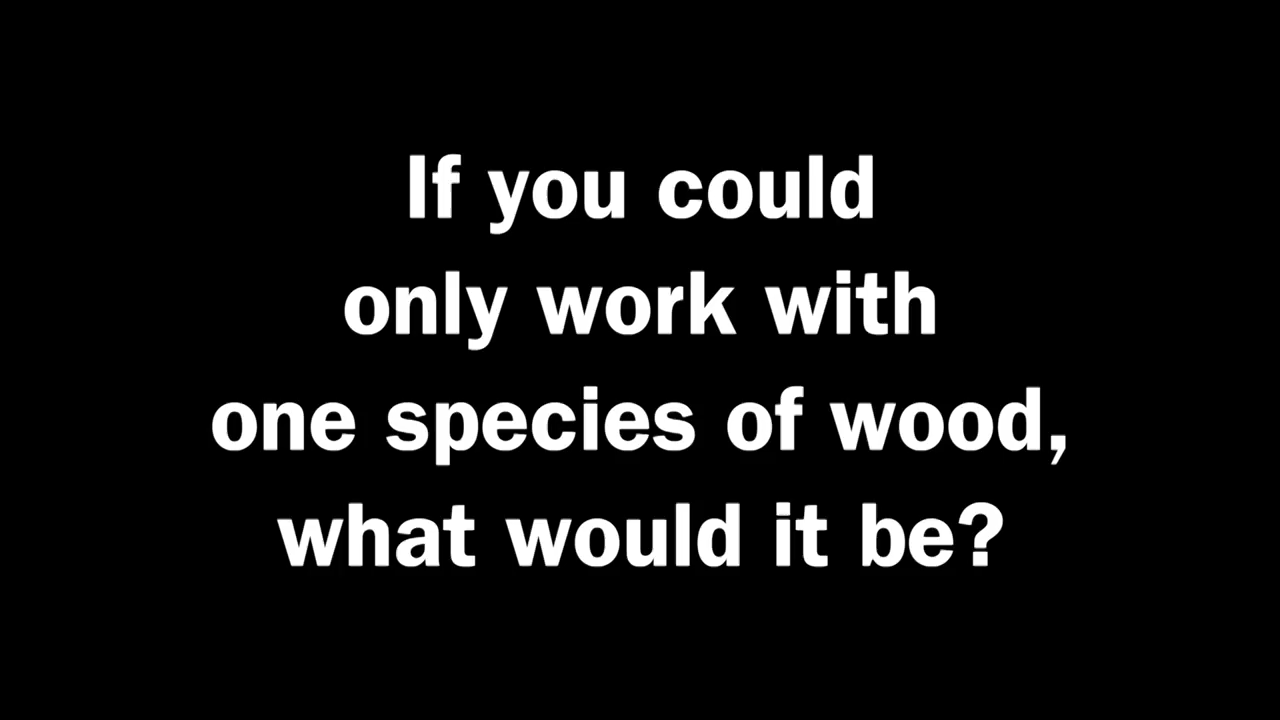 If you could
only work with
one species of wood,
what would it be?